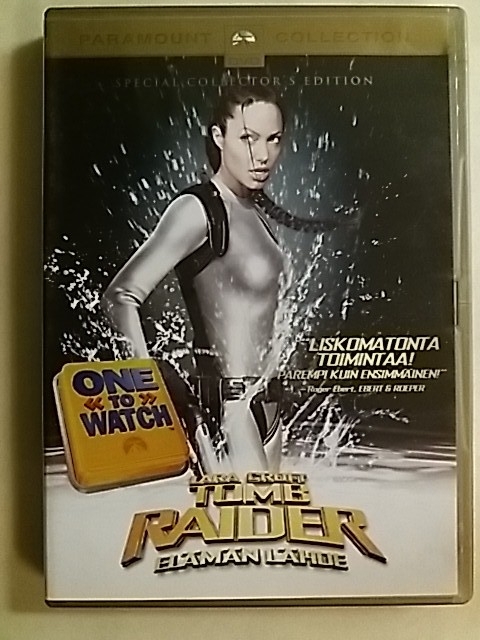 PARAMOUNT COLLECTION
DVD
SPECIAL COLLECTOR'S EDITION
"LISKOMATONTA
TOIMINTAA!
PAREMPI KUIN ENSIMMÄINEN!"
- Roger Ebert, EBERT & ROEPER
ONE
« TO »
WATCH
LARA CROFT
TOMB
RAIDER
ELÄMÄN LÄHDE